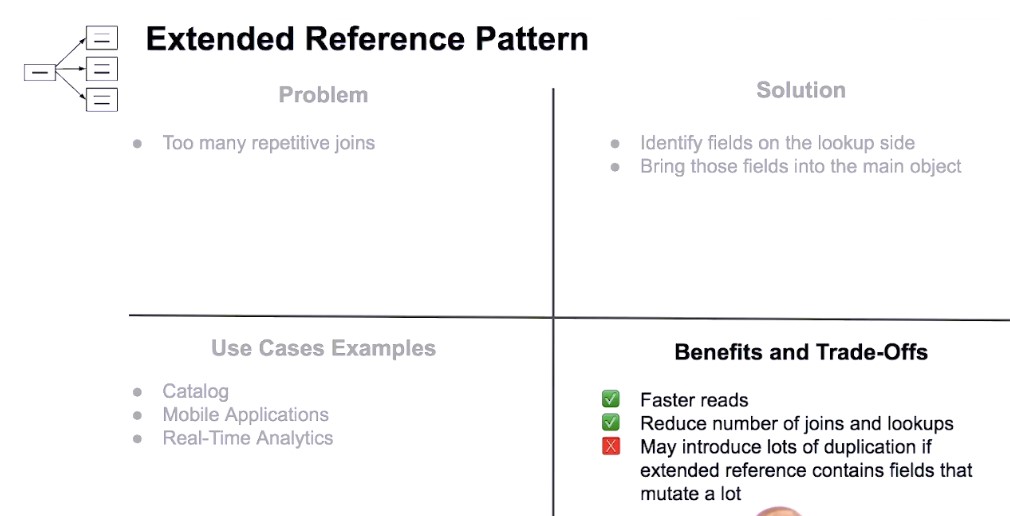 Extended Reference Pattern
Problem
Too many repetitive joins
Solution
Identify fields on the lookup side
Bring those fields into the main object
Use Cases Examples
Catalog
Mobile Applications
Real-Time Analytics
Benefits and Trade-Offs
Faster reads
Reduce number of joins and lookups
May introduce lots of duplication if
extended reference contains fields that
mutate a lot